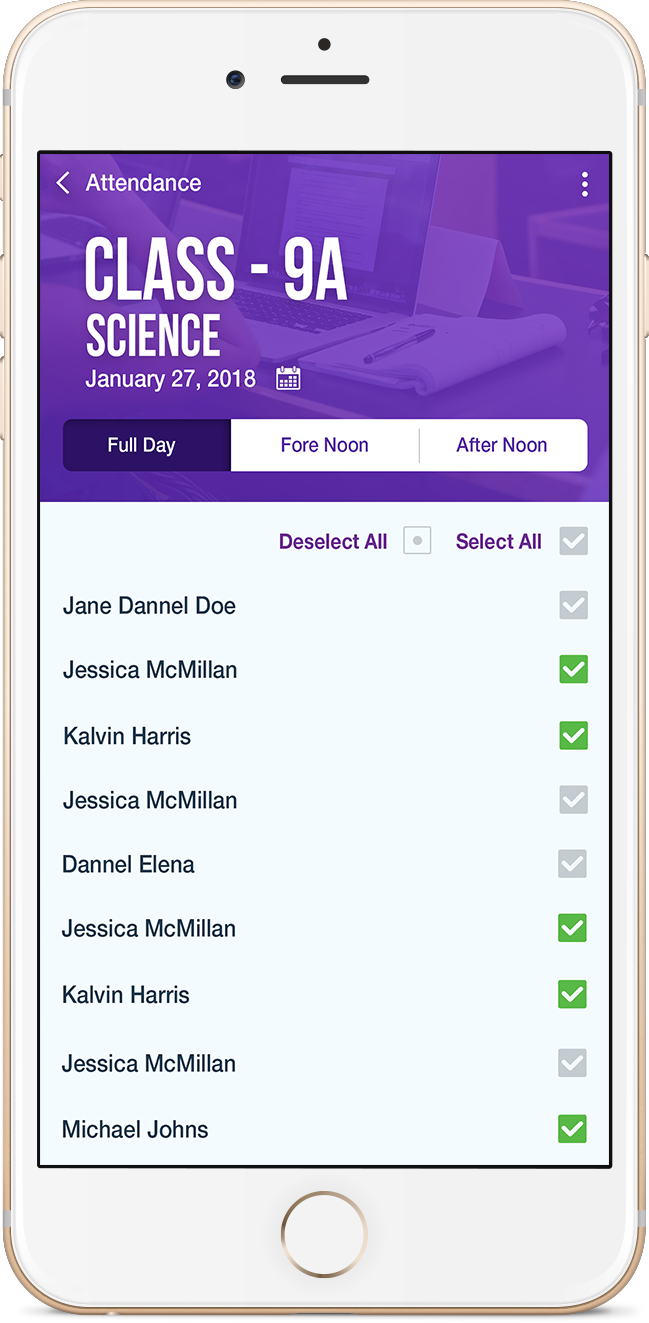 Attendance
CLASS - 9A
SCIENCE
January 27, 2018
Full Day Fore Noon After Noon
Deselect All Select All
Jane Dannel Doe
Jessica McMillan
Kalvin Harris
Jessica McMillan
Dannel Elena
Jessica McMillan
Kalvin Harris
Jessica McMillan
Michael Johns